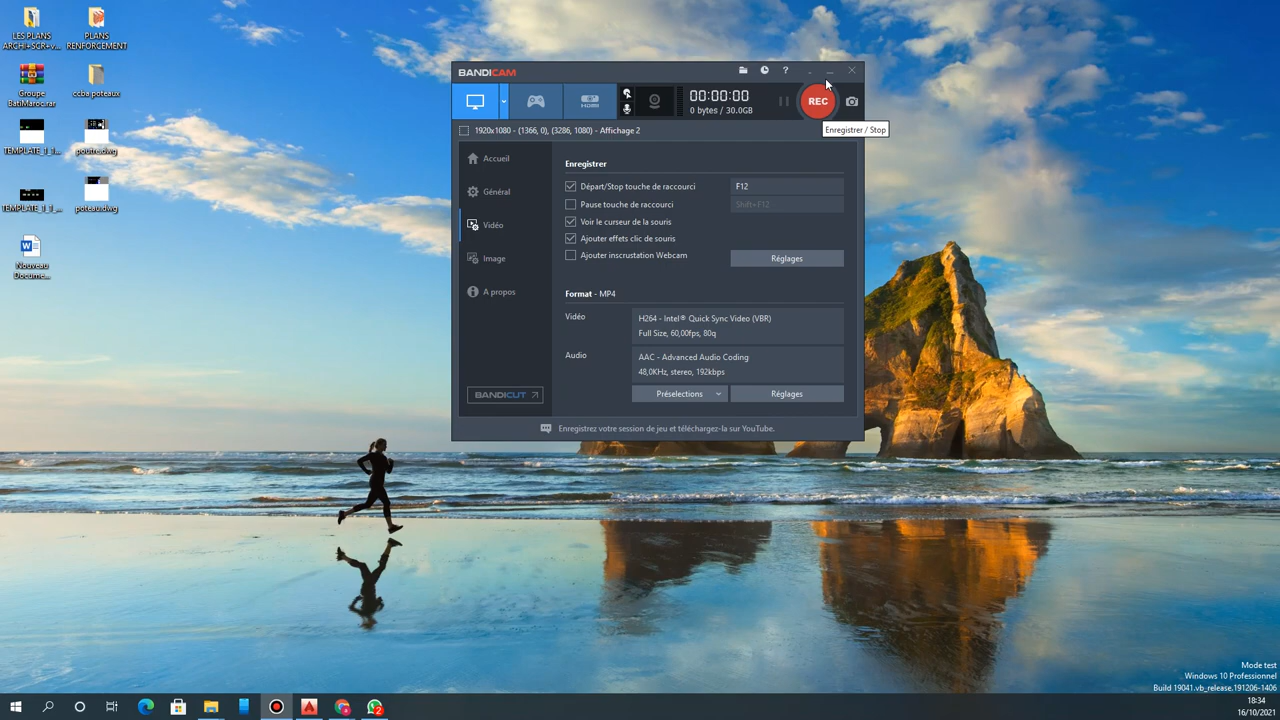 LES PLANS
ARCHI+SCR+v...
PLANS
RENFORCEMENT
Groupe
BatiMaroc.rar
ccba poteaux
TEMPLATE_1_1_...
poutre.dwg
TEMPLATE_1_1_...
poteau.dwg
Nouveau
Docume...
BANDICAM
?
HDMI
00:00:00
0 bytes / 30.0GB
REC
1920x1080 - (1366, 0), (3286, 1080) - Affichage 2
Enregistrer / Stop
Accueil
Général
Vidéo
Image
A propos
BANDICUT
Enregistrer
Départ/Stop touche de raccourci
F12
Pause touche de raccourci
Shift+F12
Voir le curseur de la souris
Ajouter effets clic de souris
Ajouter inscrustation Webcam
Réglages
Format - MP4
Vidéo
H264 - Intel® Quick Sync Video (VBR)
Full Size, 60,00fps, 80q
Audio
AAC - Advanced Audio Coding
48,0KHz, stereo, 192kbps
Présélections
Réglages
Enregistrez votre session de jeu et téléchargez-la sur YouTube.
Mode test
Windows 10 Professionnel
Build 19041.vb_release.191206-1406
2
18:34
16/10/2021